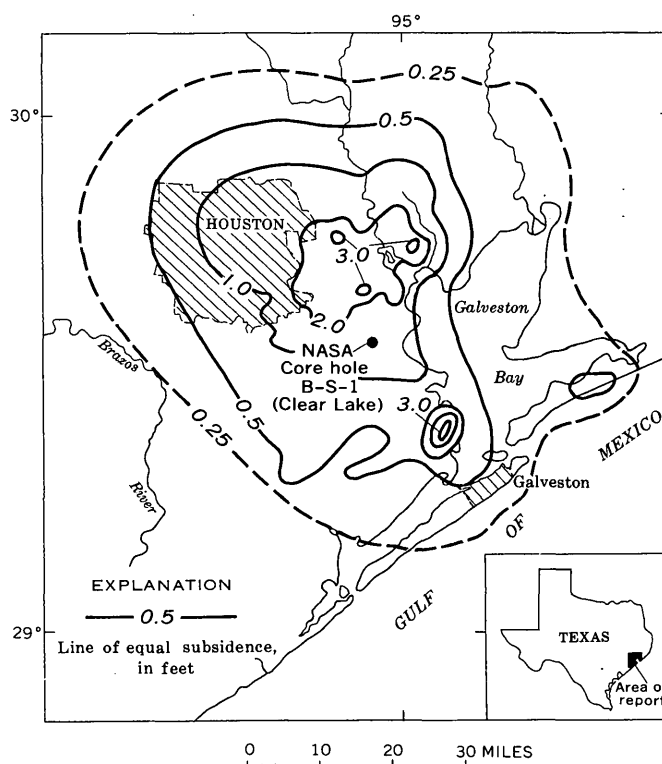 95°
30°
0.25
0.5
HOUSTON
3.0
1.0
2.0
Galveston
NASA
Core hole
B-S-1
(Clear Lake)
Bay
Brazos
0.5
3.0
0.25
MEXICO
Galveston
River
OF
EXPLANATION
0.5
GULF
29°
Line of equal subsidence,
in feet
TEXAS
Area o
report
0 10 20 30 MILES